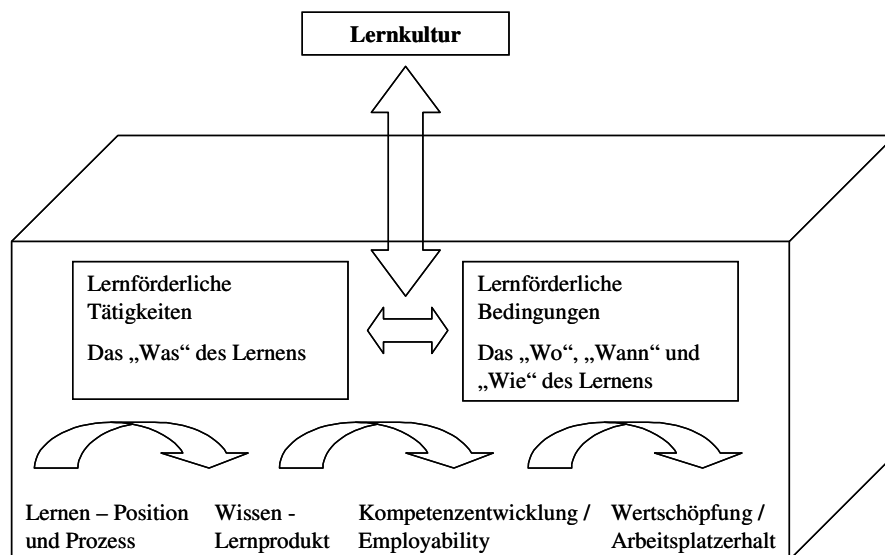 Lernkultur
Lernförderliche
Tätigkeiten
Das „Was“ des Lernens
Lernförderliche
Bedingungen
Das „Wo“, „Wann“ und
„Wie“ des Lernens
Lernen – Position
und Prozess
Wissen -
Lernprodukt
Kompetenzentwicklung /
Employability
Wertschöpfung /
Arbeitsplatzerhalt